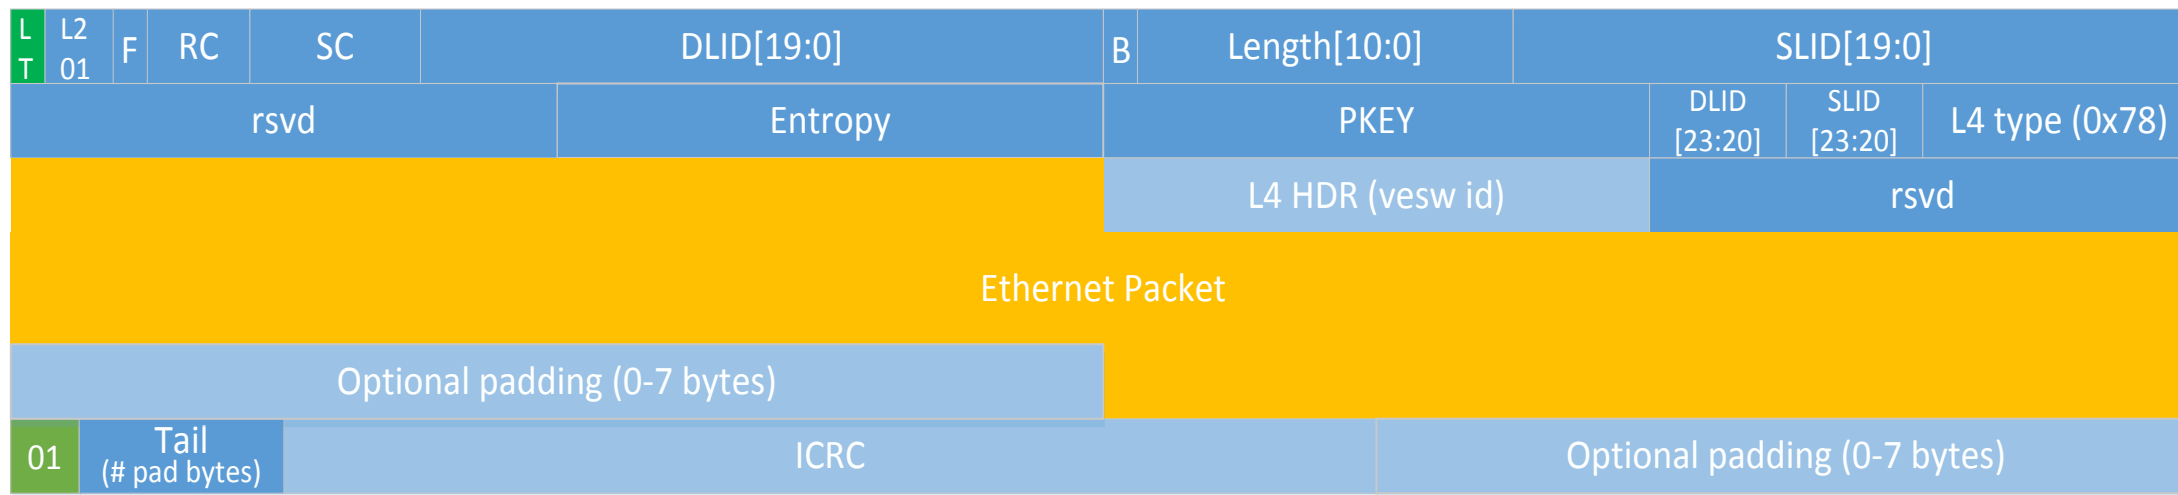 L T L2 01 F RC SC DLID[19:0] B Length[10:0] SLID[19:0]
rsvd Entropy PKEY DLID [23:20] SLID [23:20] L4 type (0x78)
L4 HDR (vesw id) rsvd
Ethernet Packet
Optional padding (0-7 bytes)
01 Tail (# pad bytes) ICRC Optional padding (0-7 bytes)